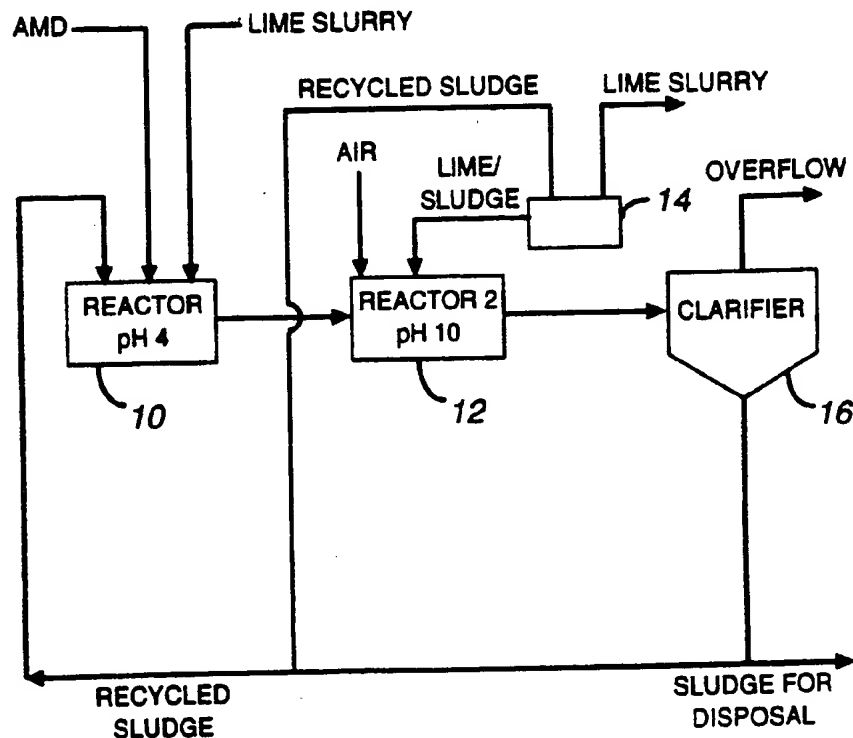 AMD
LIME SLURRY
RECYCLED SLUDGE
LIME SLURRY
AIR
LIME/
SLUDGE
14
OVERFLOW
REACTOR
pH 4
REACTOR 2
pH 10
CLARIFIER
10
12
16
RECYCLED
SLUDGE
SLUDGE FOR
DISPOSAL